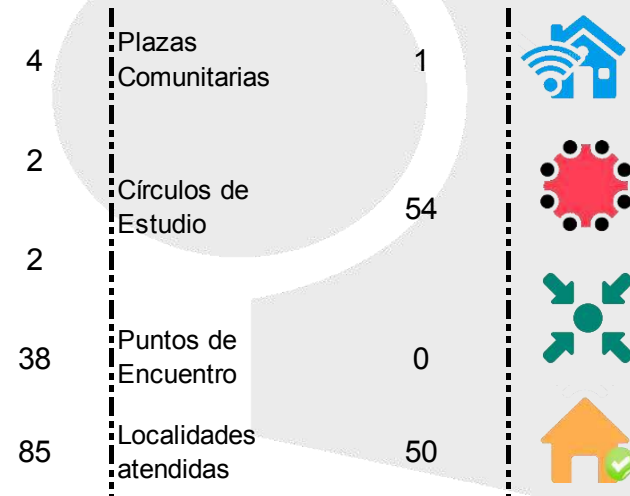 4
Plazas
Comunitarias
1
2
Círculos de
Estudio
54
2
Puntos de
Encuentro
38
0
Localidades
atendidas
85
50